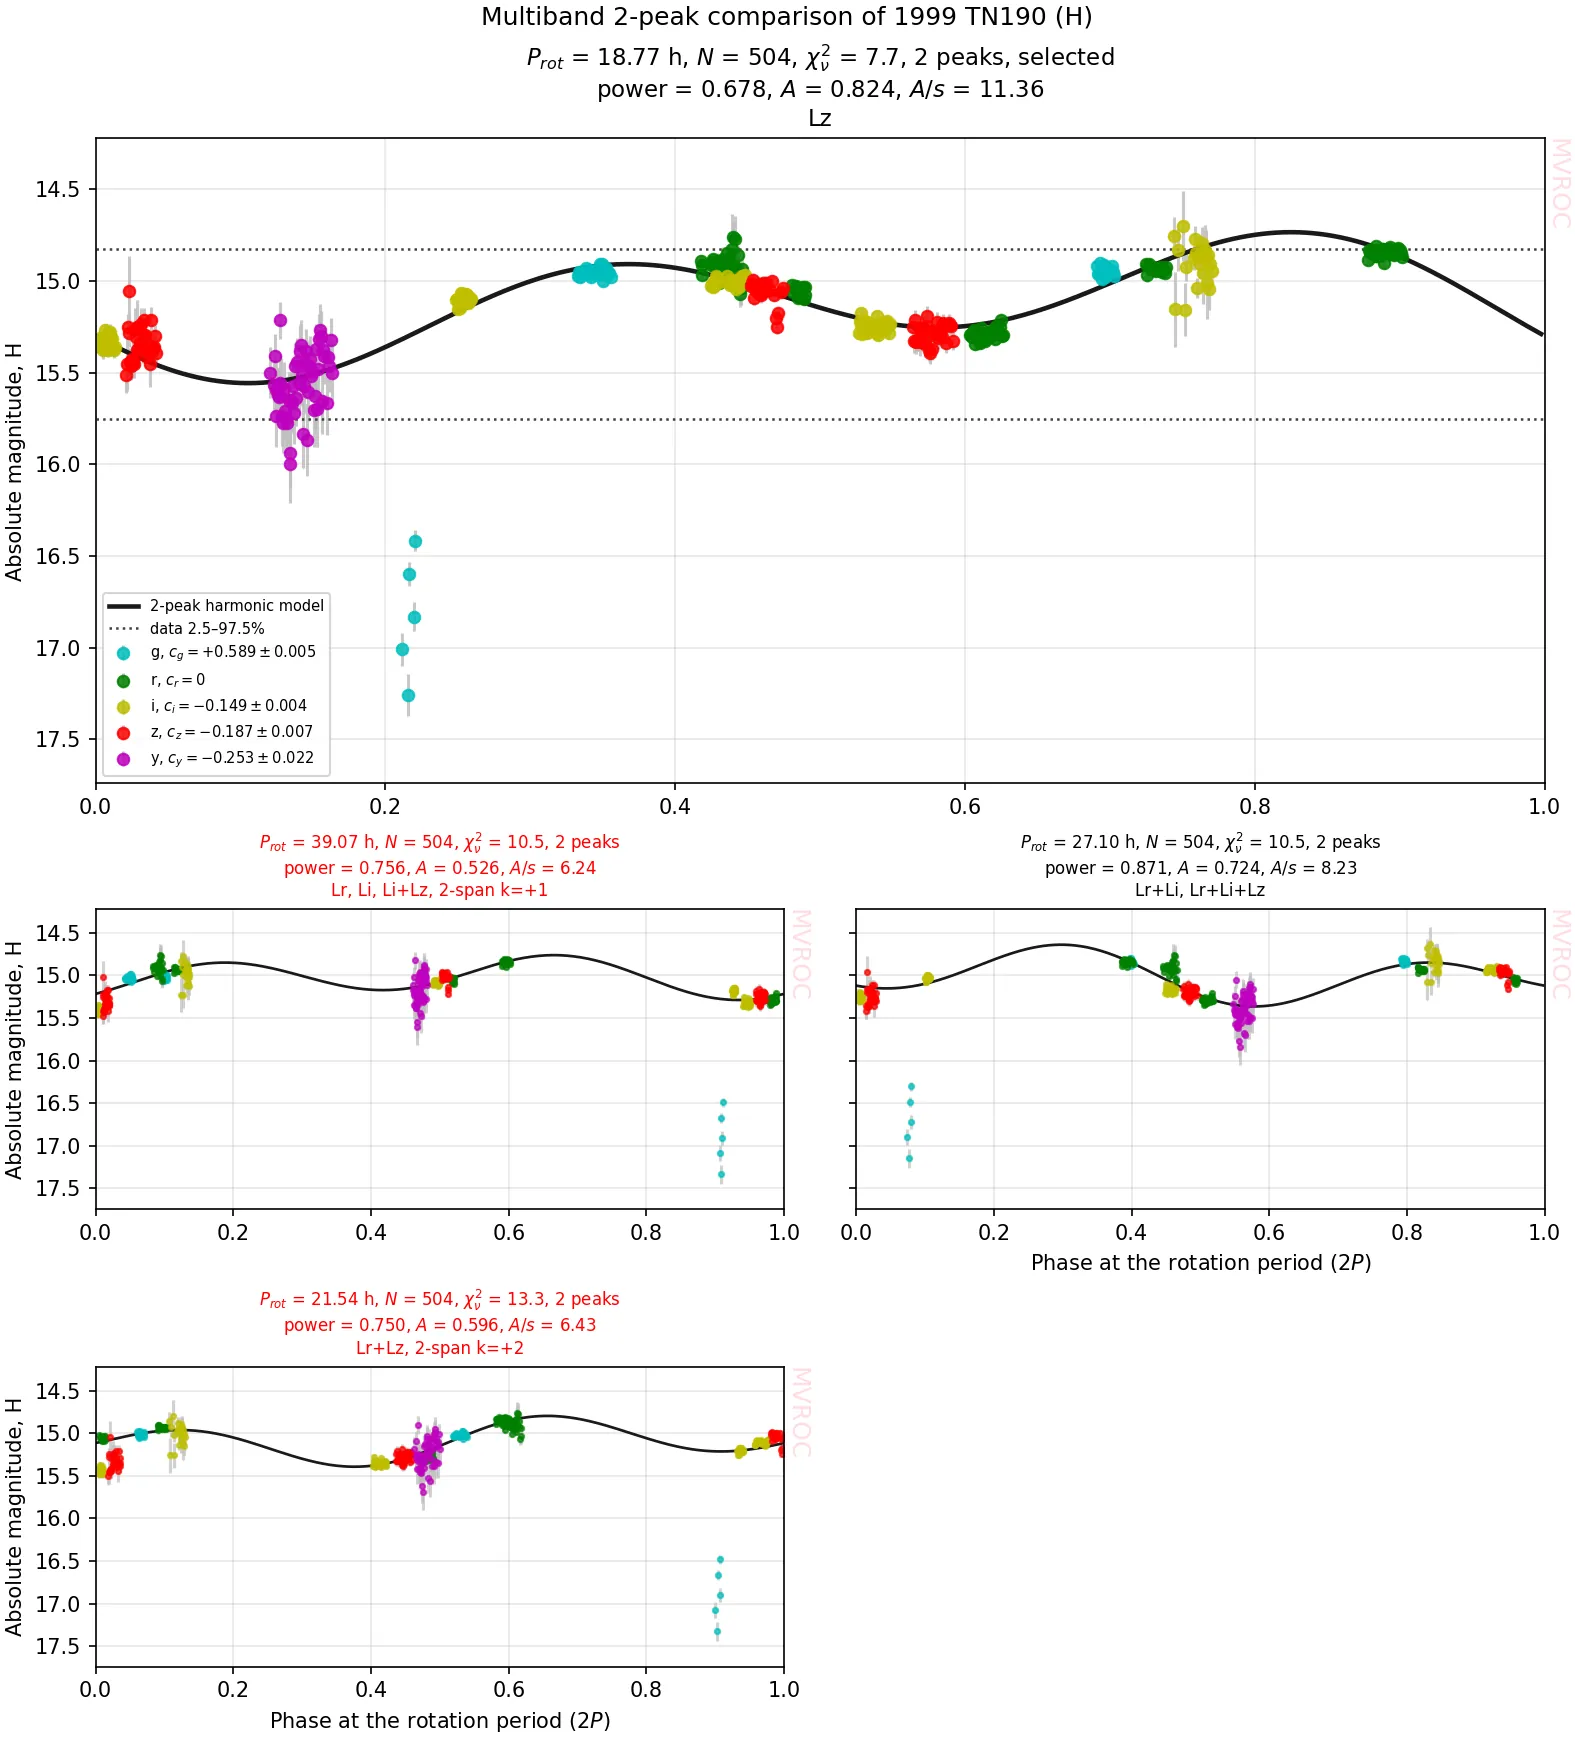 Multiband 2-peak comparison of 1999 TN190 (H)
P_rot = 18.77 h, N = 504, χ²_ν = 7.7, 2 peaks, selected
power = 0.678, A = 0.824, A/s = 11.36
Lz
MVROC
Absolute magnitude, H
14.5
15.0
15.5
16.0
16.5
17.0
17.5
2-peak harmonic model
data 2.5–97.5%
g, c_g = +0.589 ± 0.005
r, c_r = 0
i, c_i = −0.149 ± 0.004
z, c_z = −0.187 ± 0.007
y, c_y = −0.253 ± 0.022
0.0 0.2 0.4 0.6 0.8 1.0
P_rot = 39.07 h, N = 504, χ²_ν = 10.5, 2 peaks
power = 0.756, A = 0.526, A/s = 6.24
Lr, Li, Li+Lz, 2-span k=+1
MVROC
Absolute magnitude, H
14.5
15.0
15.5
16.0
16.5
17.0
17.5
0.0 0.2 0.4 0.6 0.8 1.0
P_rot = 27.10 h, N = 504, χ²_ν = 10.5, 2 peaks
power = 0.871, A = 0.724, A/s = 8.23
Lr+Li, Lr+Li+Lz
MVROC
0.0 0.2 0.4 0.6 0.8 1.0
Phase at the rotation period (2P)
P_rot = 21.54 h, N = 504, χ²_ν = 13.3, 2 peaks
power = 0.750, A = 0.596, A/s = 6.43
Lr+Lz, 2-span k=+2
MVROC
Absolute magnitude, H
14.5
15.0
15.5
16.0
16.5
17.0
17.5
0.0 0.2 0.4 0.6 0.8 1.0
Phase at the rotation period (2P)